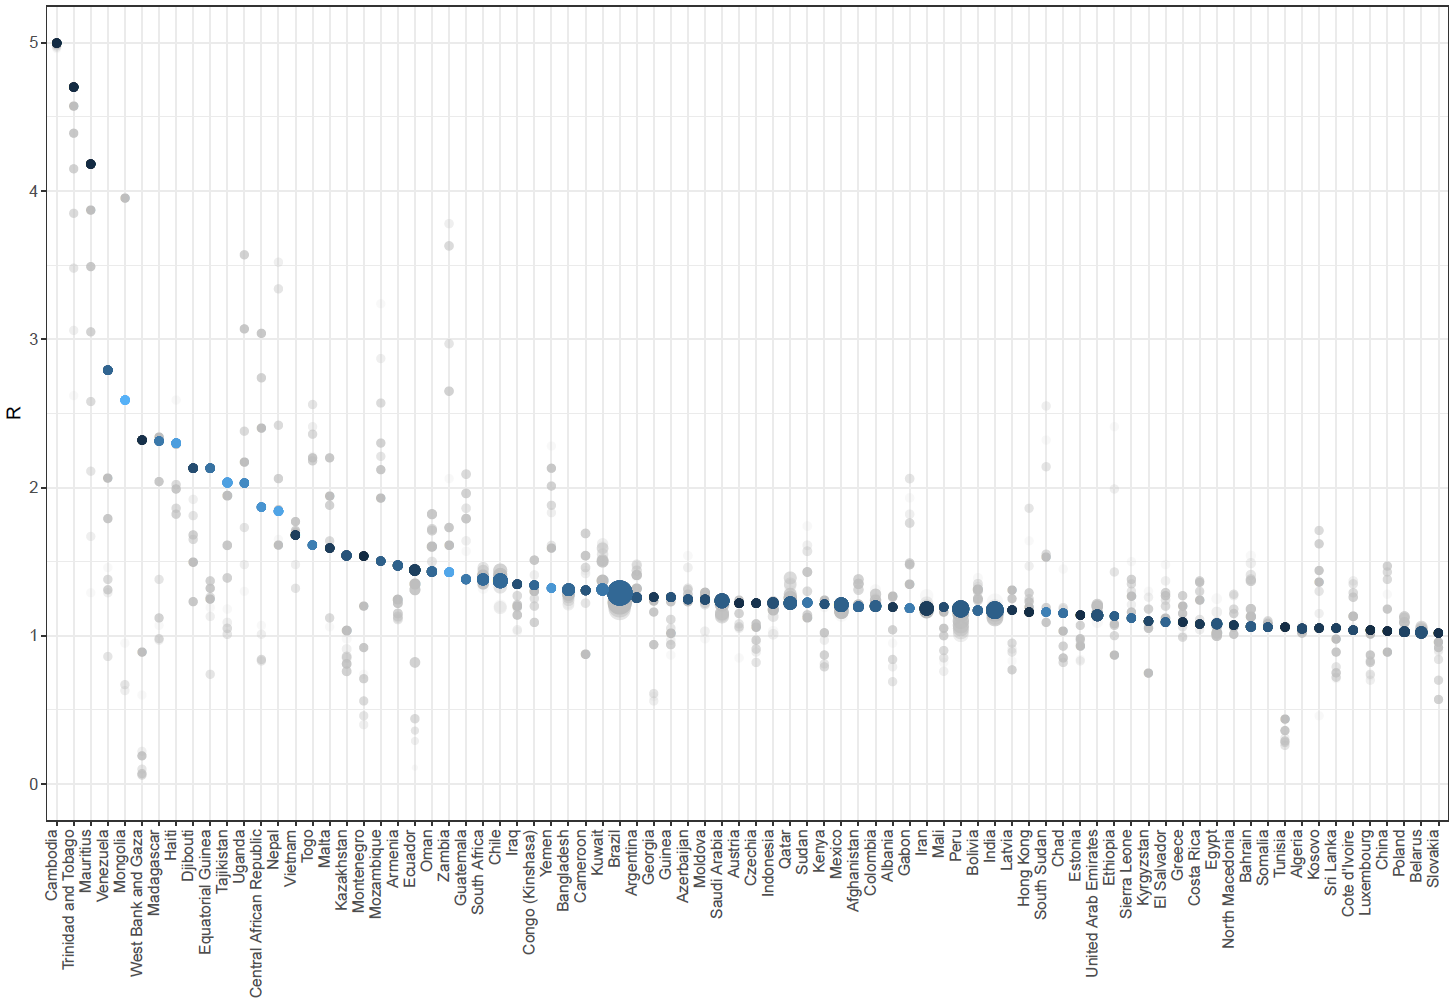 R
5
4
3
2
1
0
Cambodia
Trinidad and Tobago
Mauritius
Venezuela
Mongolia
West Bank and Gaza
Madagascar
Haiti
Djibouti
Equatorial Guinea
Tajikistan
Uganda
Central African Republic
Nepal
Vietnam
Togo
Malta
Kazakhstan
Montenegro
Mozambique
Armenia
Ecuador
Oman
Zambia
Guatemala
South Africa
Chile
Iraq
Congo (Kinshasa)
Yemen
Bangladesh
Cameroon
Kuwait
Brazil
Argentina
Georgia
Guinea
Azerbaijan
Moldova
Saudi Arabia
Austria
Czechia
Indonesia
Qatar
Sudan
Kenya
Mexico
Afghanistan
Colombia
Albania
Gabon
Iran
Mali
Peru
Bolivia
India
Latvia
Hong Kong
South Sudan
Chad
Estonia
United Arab Emirates
Ethiopia
Sierra Leone
Kyrgyzstan
El Salvador
Greece
Costa Rica
Egypt
North Macedonia
Bahrain
Somalia
Tunisia
Algeria
Kosovo
Sri Lanka
Cote d'Ivoire
Luxembourg
China
Poland
Belarus
Slovakia